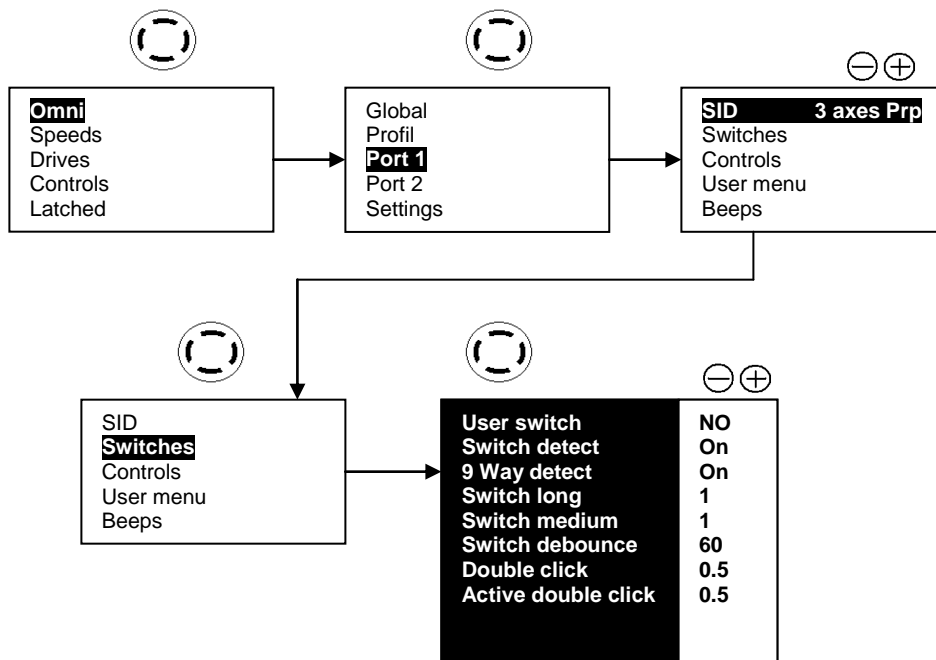 Omni
Speeds
Drives
Controls
Latched
Global
Profil
Port 1
Port 2
Settings
SID 3 axes Prp
Switches
Controls
User menu
Beeps
SID
Switches
Controls
User menu
Beeps
User switch NO
Switch detect On
9 Way detect On
Switch long 1
Switch medium 1
Switch debounce 60
Double click 0.5
Active double click 0.5